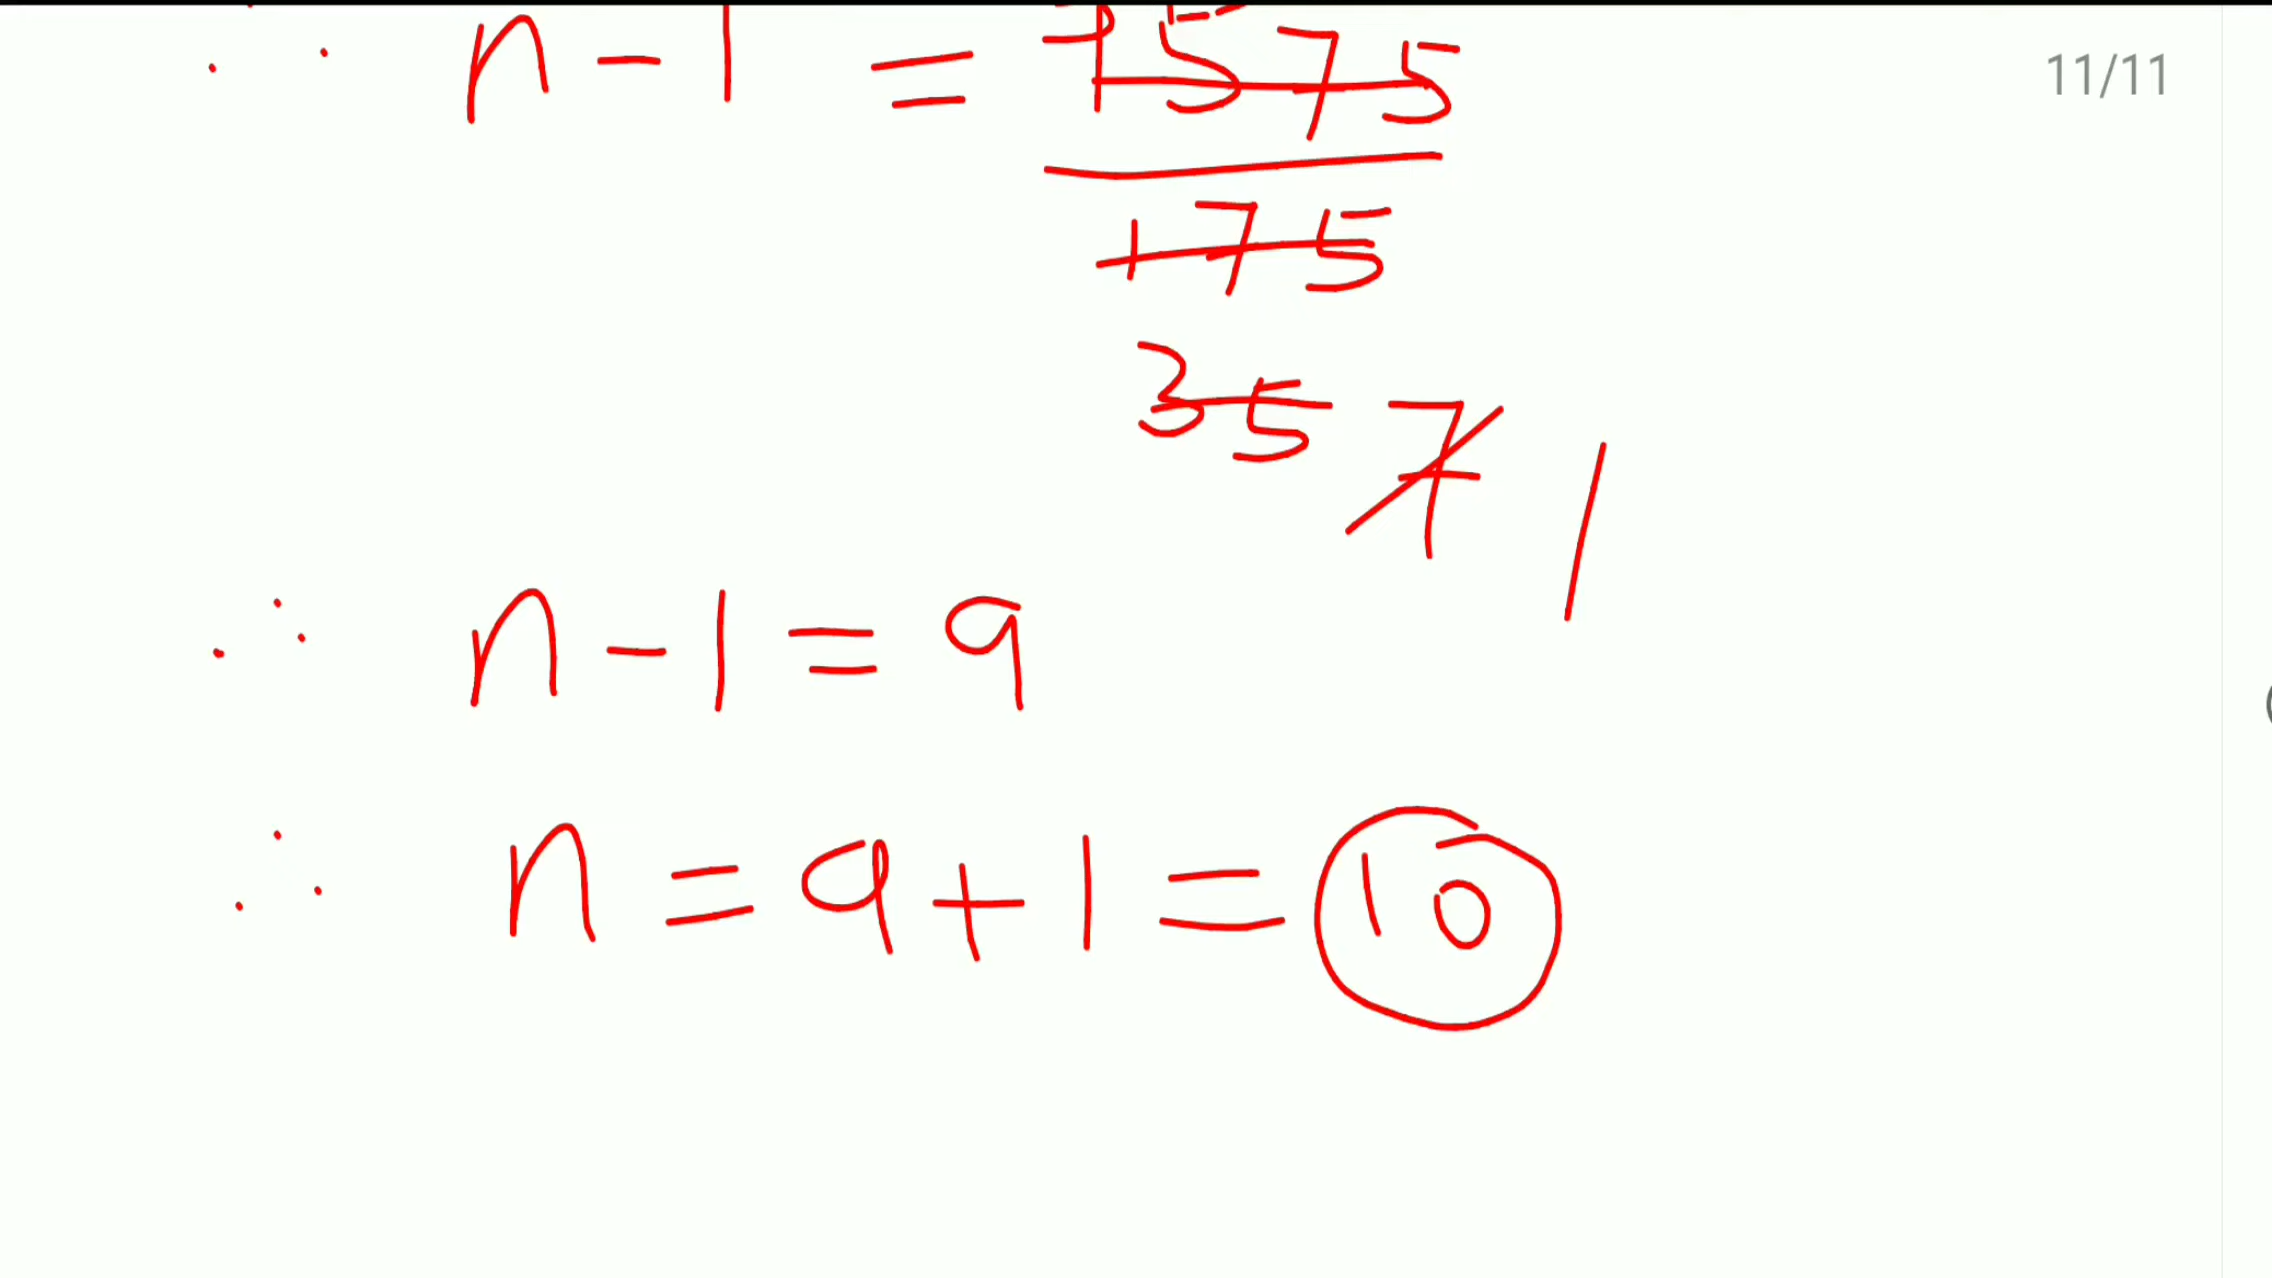 11/11
∴ n - 1 = 1575
175
35 7 1
∴ n - 1 = 9
∴ n = 9 + 1 = 10